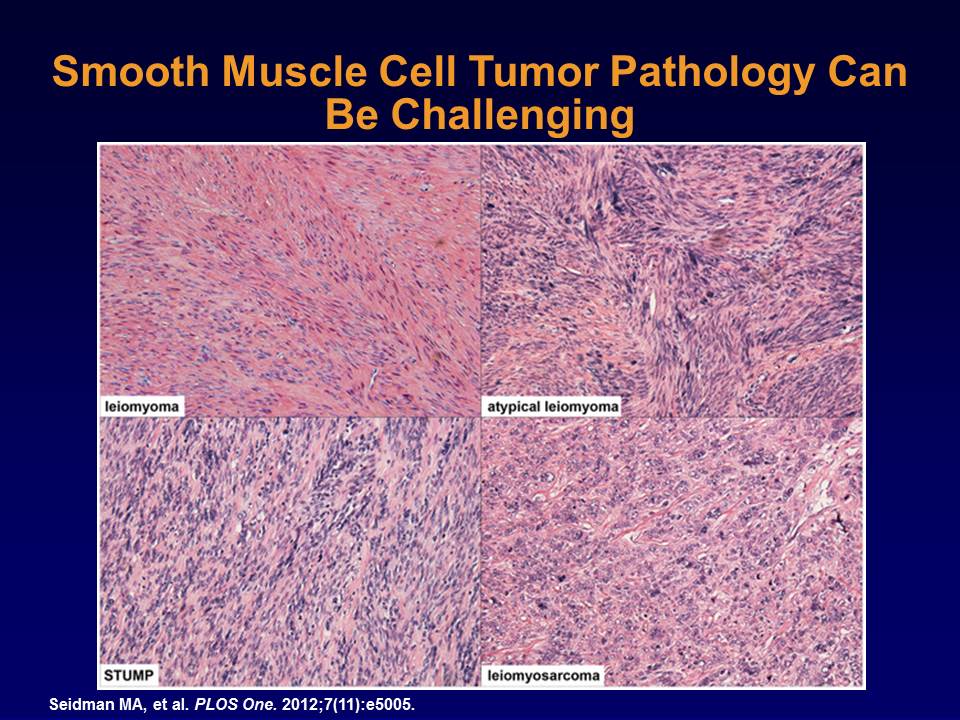 Smooth Muscle Cell Tumor Pathology Can
Be Challenging
leiomyoma
atypical leiomyoma
STUMP
leiomyosarcoma
Seidman MA, et al. PLOS One. 2012;7(11):e5005.